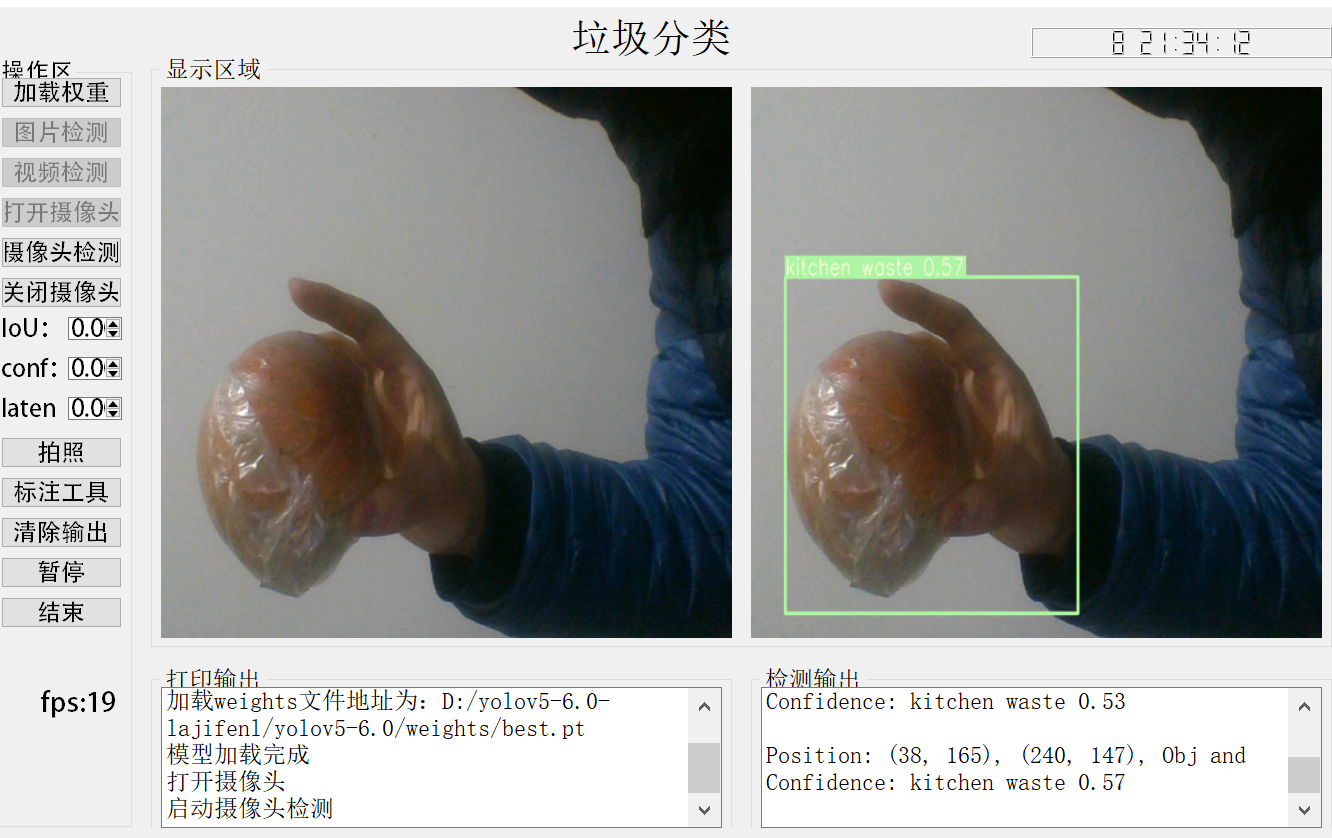 垃圾分类
8 21:34:12
操作区
加载权重
图片检测
视频检测
打开摄像头
摄像头检测
关闭摄像头
IoU: 0.0
conf: 0.0
laten 0.0
拍照
标注工具
清除输出
暂停
结束
fps:19
显示区域
kitchen waste 0.57
打印输出
加载weights文件地址为: D:/yolov5-6.0-
lajifenl/yolov5-6.0/weights/best.pt
模型加载完成
打开摄像头
启动摄像头检测
检测输出
Confidence: kitchen waste 0.53
Position: (38, 165), (240, 147), Obj and
Confidence: kitchen waste 0.57